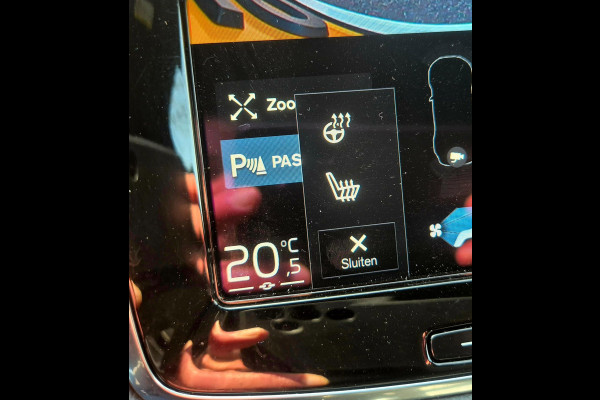 Zoo
PAS
20 °C
,5
Sluiten